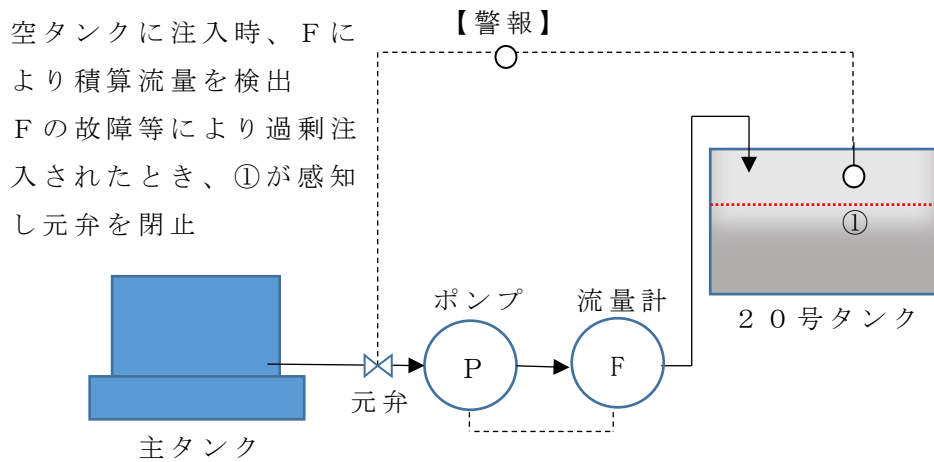 空タンクに注入時、Ｆに
より積算流量を検出
Ｆの故障等により過剰注
入されたとき、①が感知
し元弁を閉止
【警報】
①
ポンプ
流量計
２０号タンク
P
F
元弁
主タンク